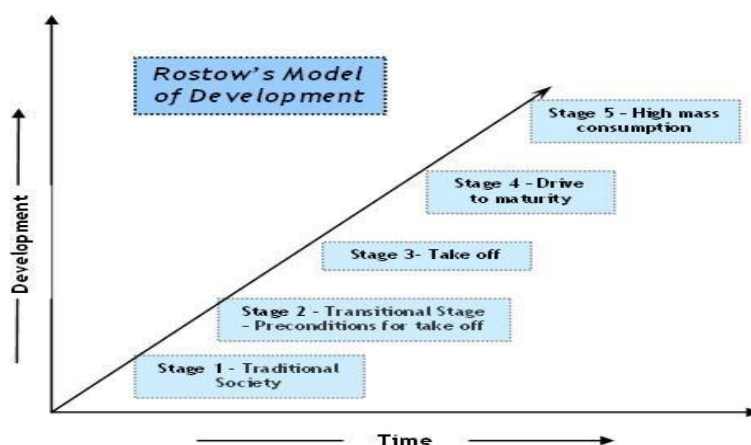 Rostow's Model
of Development
Stage 5 - High mass
consumption
Stage 4 - Drive
to maturity
Stage 3- Take off
Stage 2 - Transitional Stage
- Preconditions for take off
Stage 1 - Traditional
Society
Development
Time